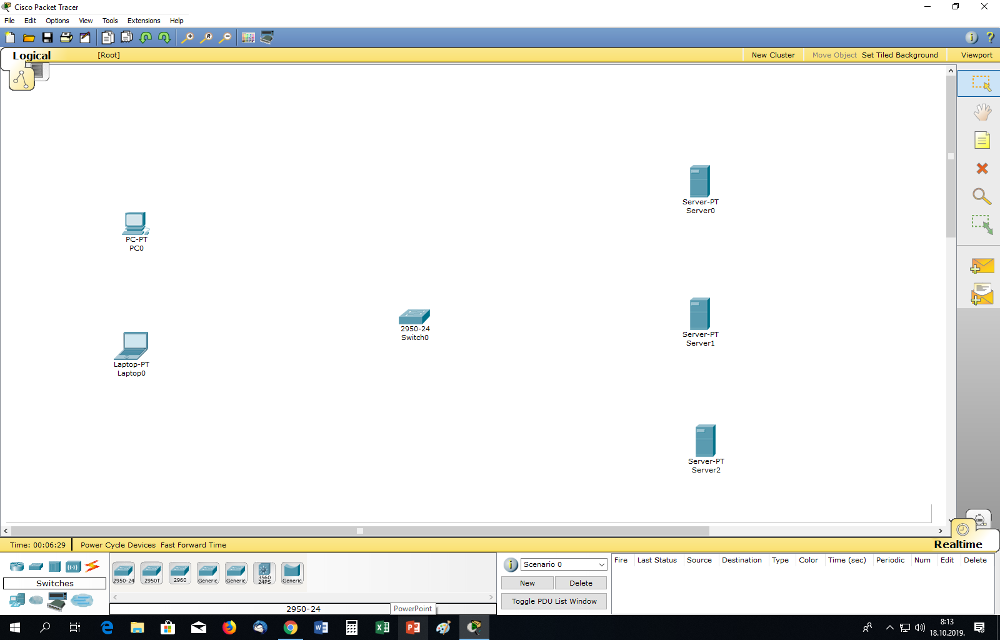 Cisco Packet Tracer
File Edit Options View Tools Extensions Help
Logical [Root] New Cluster Move Object Set Tiled Background Viewport
Server-PT
Server0
PC-PT
PC0
2950-24
Switch0
Server-PT
Server1
Laptop-PT
Laptop0
Server-PT
Server2
Time: 00:06:29 Power Cycle Devices Fast Forward Time
Realtime
Switches
2950-24 2950T 2960 Generic Generic 3560 24PS Generic
2950-24
Scenario 0
New Delete
Toggle PDU List Window
Fire Last Status Source Destination Type Color Time (sec) Periodic Num Edit Delete
PowerPoint
8:13
18.10.2019.